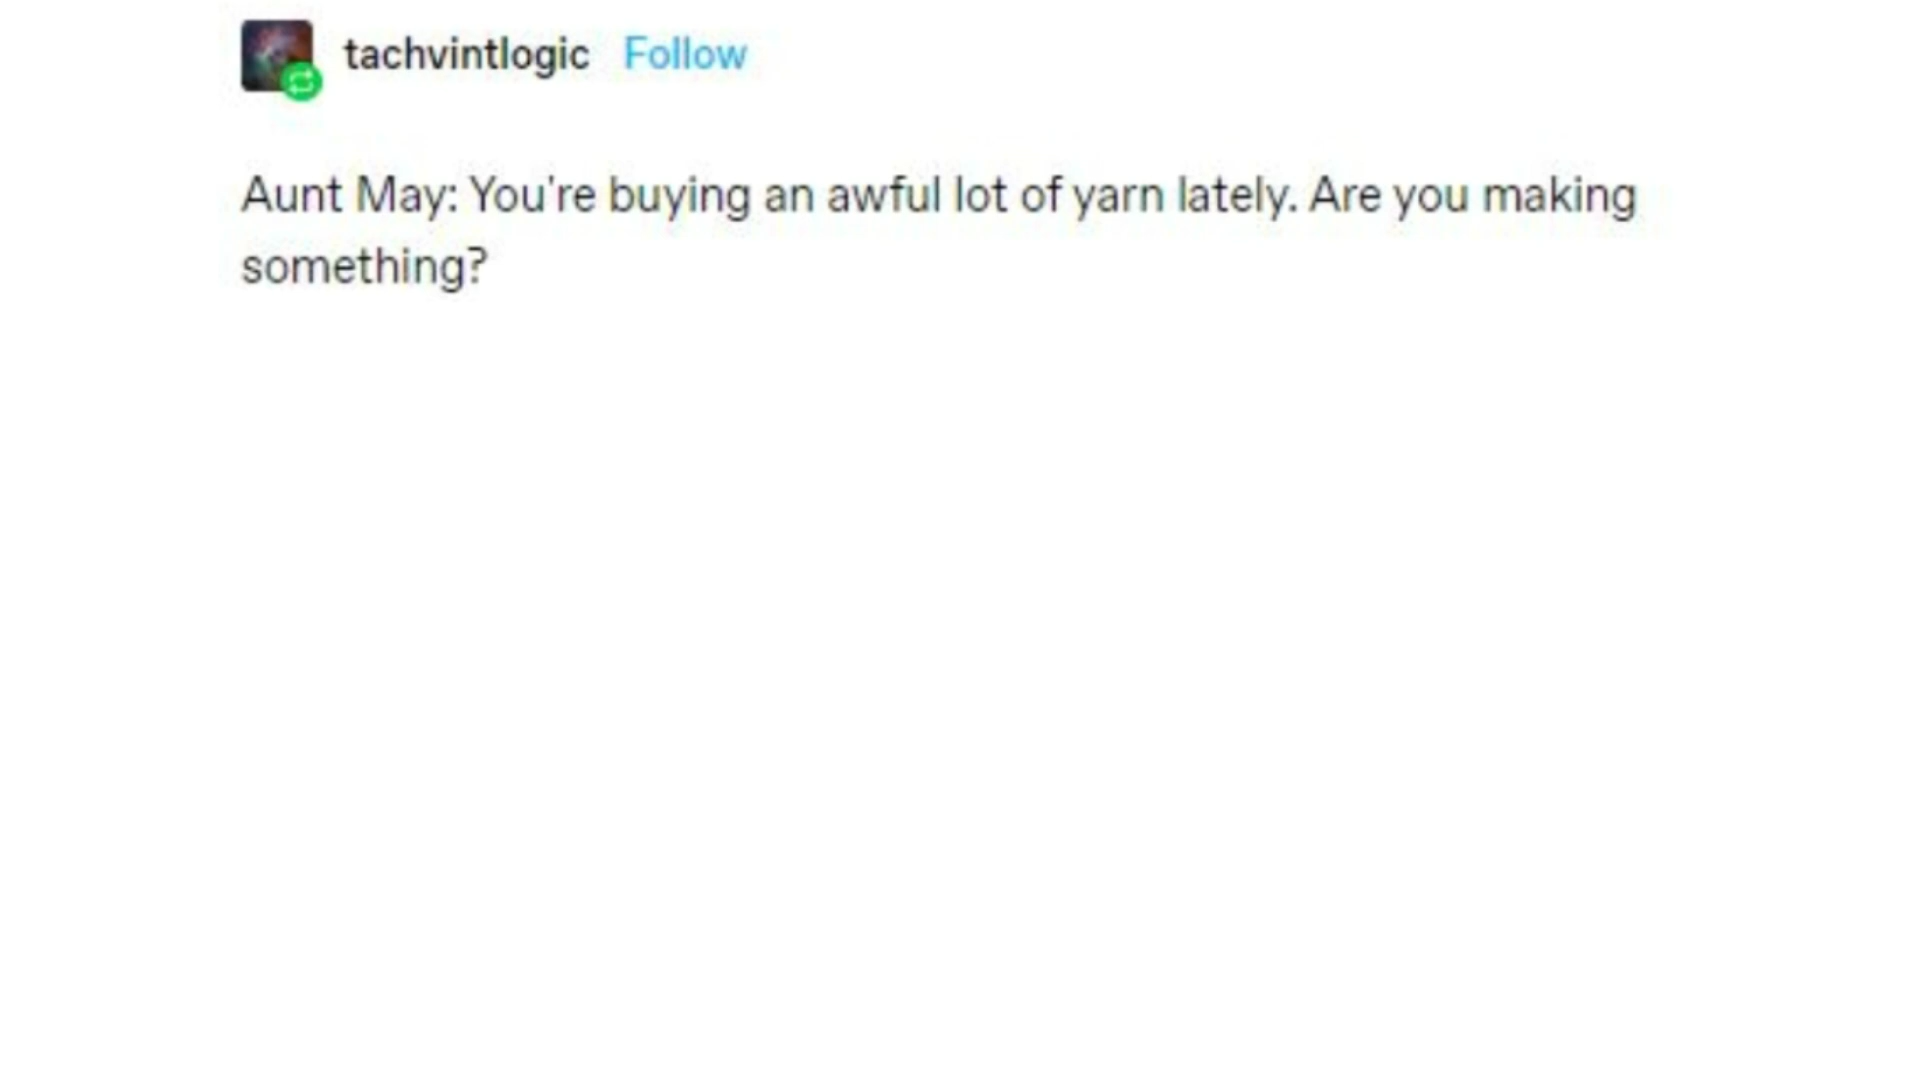 tachvintlogic Follow
Aunt May: You're buying an awful lot of yarn lately. Are you making
something?